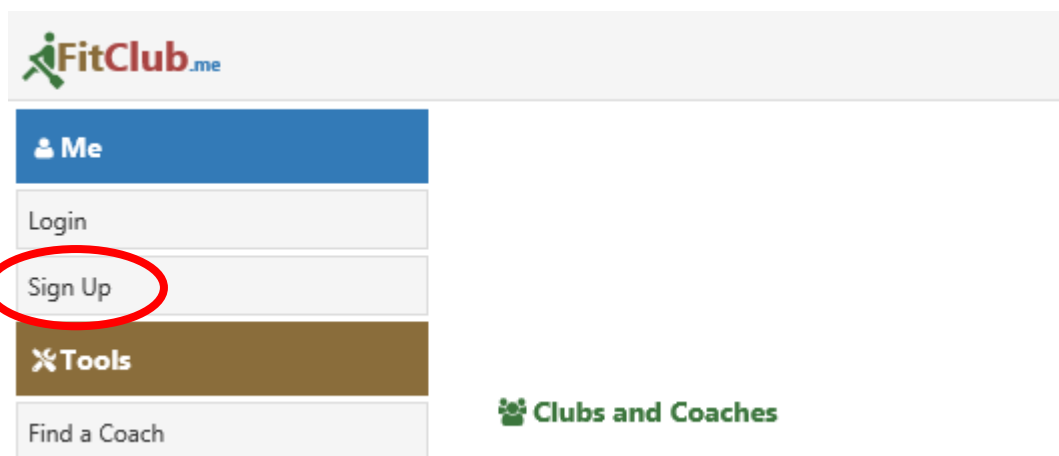 FitClub.me
Me
Login
Sign Up
Tools
Find a Coach
Clubs and Coaches